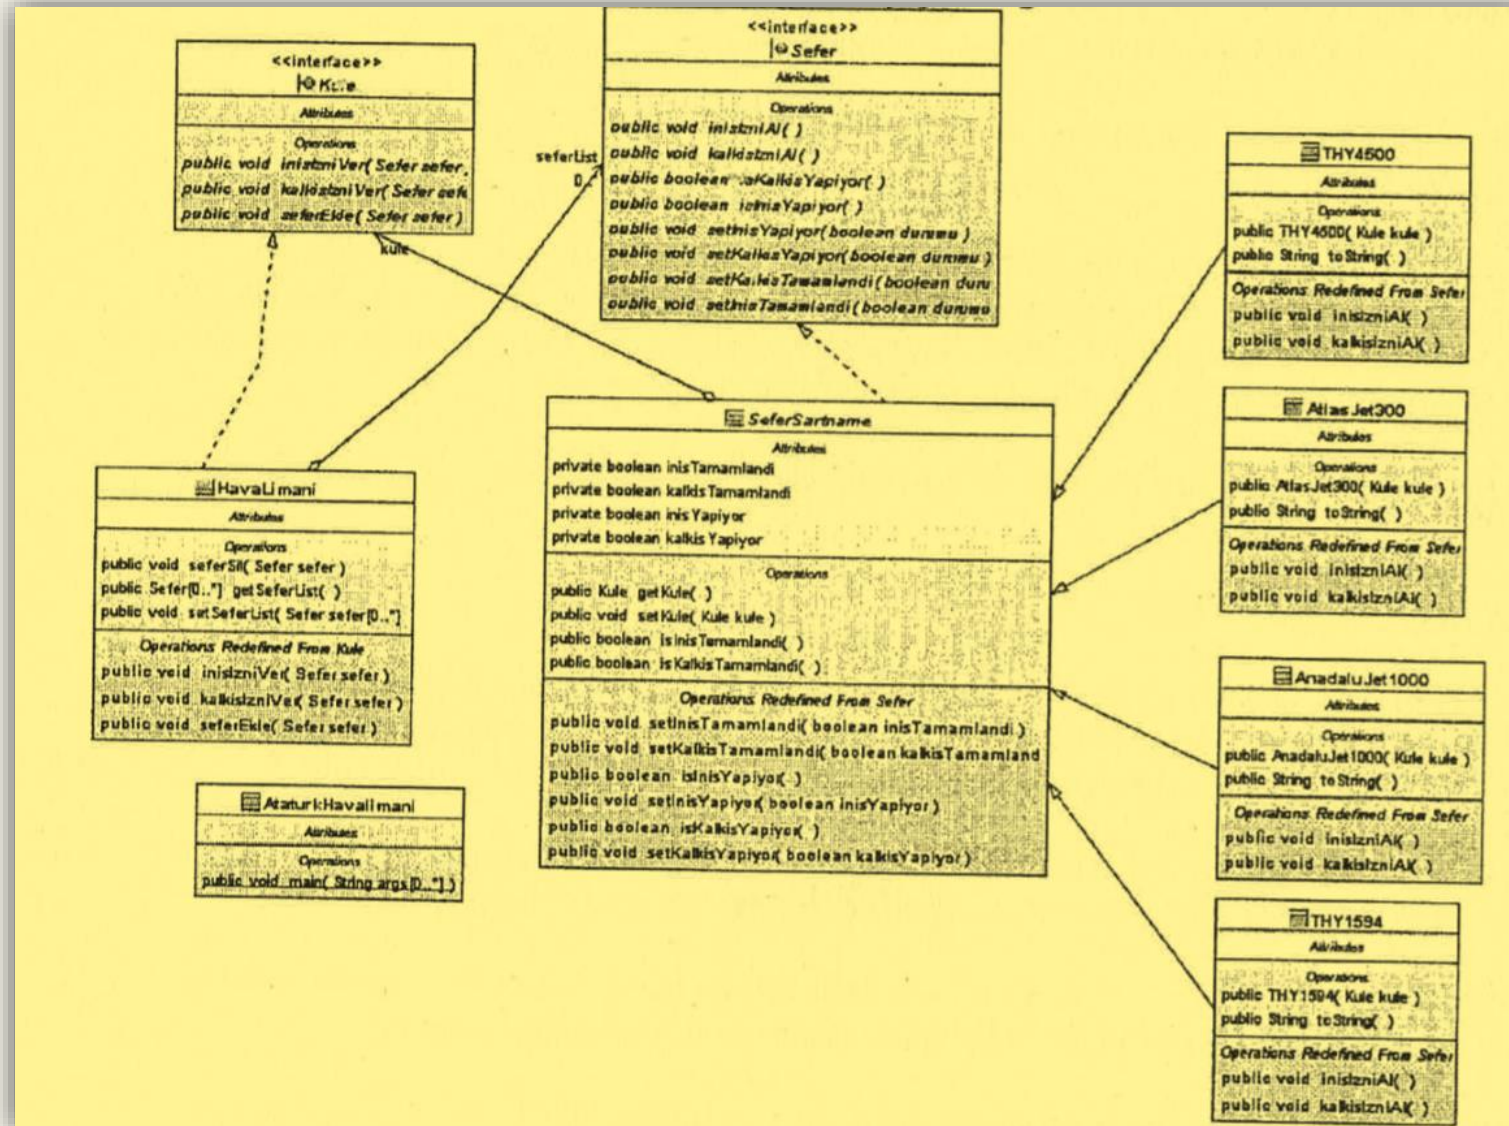 <<interface>>
Kule
Attributes
Operations
public void inisIzniVer( Sefer sefer,
public void kalkisIzniVer( Sefer sefe
public void seferEkle( Sefer sefer )
<<interface>>
Sefer
Attributes
Operations
public void inisIzniAl( )
public void kalkisIzniAl( )
public boolean isKalkisYapiyor( )
public boolean isInisYapiyor( )
public void setInisYapiyor( boolean durumu )
public void setKalkisYapiyor( boolean durumu )
public void setKalkisTamamlandi( boolean duru
public void setInisTamamlandi( boolean durumu
seferList
0..
kule
HavaLimani
Attributes
Operations
public void seferSil( Sefer sefer )
public Sefer[0..*] getSeferList( )
public void setSeferList( Sefer sefer[0..*]
Operations Redefined From Kule
public void inisIzniVer( Sefer sefer )
public void kalkisIzniVer( Sefer sefer )
public void seferEkle( Sefer sefer )
AtaturkHavalimani
Attributes
Operations
public void main( String args[0..*] )
SeferSartname
Attributes
private boolean inisTamamlandi
private boolean kalkisTamamlandi
private boolean inisYapiyor
private boolean kalkisYapiyor
Operations
public Kule getKule( )
public void setKule( Kule kule )
public boolean isInisTamamlandi( )
public boolean isKalkisTamamlandi( )
Operations Redefined From Sefer
public void setInisTamamlandi( boolean inisTamamlandi )
public void setKalkisTamamlandi( boolean kalkisTamamland
public boolean isInisYapiyor( )
public void setInisYapiyor( boolean inisYapiyor )
public boolean isKalkisYapiyor( )
public void setKalkisYapiyor( boolean kalkisYapiyor )
THY4500
Attributes
Operations
public THY4500( Kule kule )
public String toString( )
Operations Redefined From Sefer
public void inisIzniAl( )
public void kalkisIzniAl( )
AtlasJet300
Attributes
Operations
public AtlasJet300( Kule kule )
public String toString( )
Operations Redefined From Sefer
public void inisIzniAl( )
public void kalkisIzniAl( )
AnadaluJet1000
Attributes
Operations
public AnadaluJet1000( Kule kule )
public String toString( )
Operations Redefined From Sefer
public void inisIzniAl( )
public void kalkisIzniAl( )
THY1594
Attributes
Operations
public THY1594( Kule kule )
public String toString( )
Operations Redefined From Sefer
public void inisIzniAl( )
public void kalkisIzniAl( )